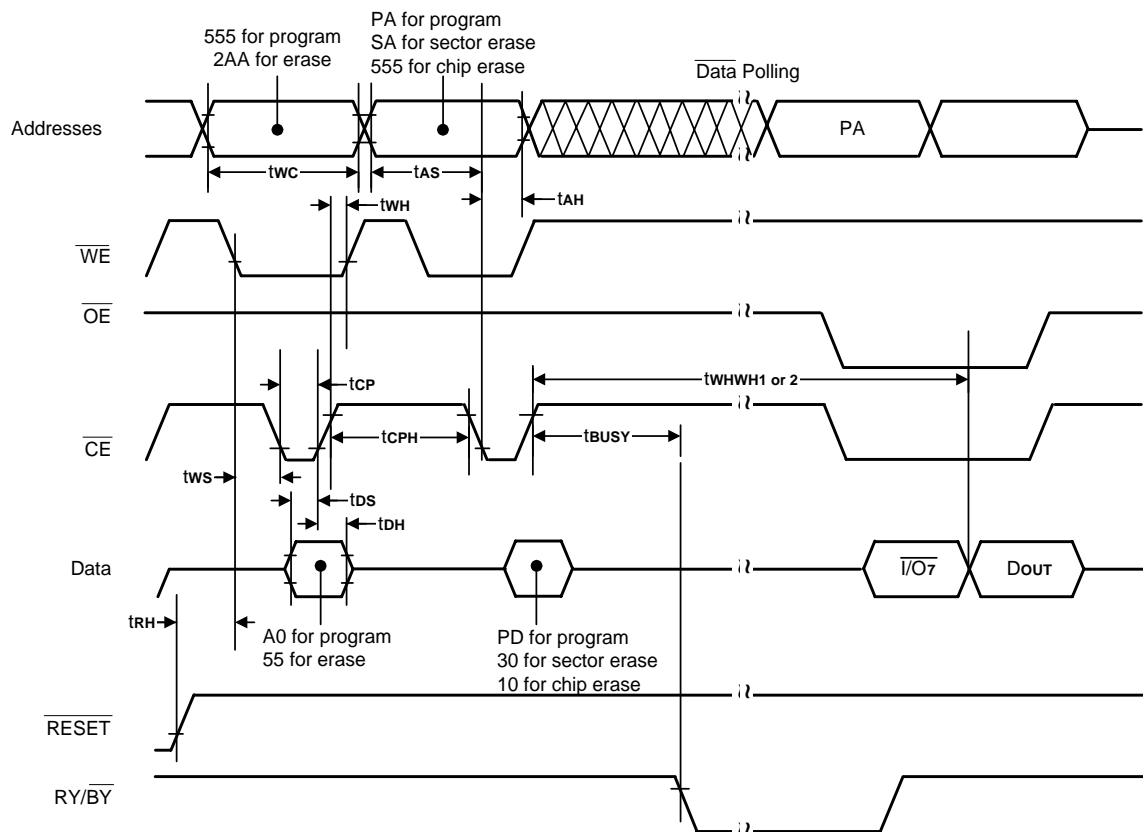 555 for program
2AA for erase
PA for program
SA for sector erase
555 for chip erase
Data Polling
Addresses
PA
tWC
tAS
tWH
tAH
WE
OE
tWHWH1 or 2
tCP
tCPH
tBUSY
CE
tWS
tDS
tDH
Data
I/O7
DOUT
tRH
A0 for program
55 for erase
PD for program
30 for sector erase
10 for chip erase
RESET
RY/BY